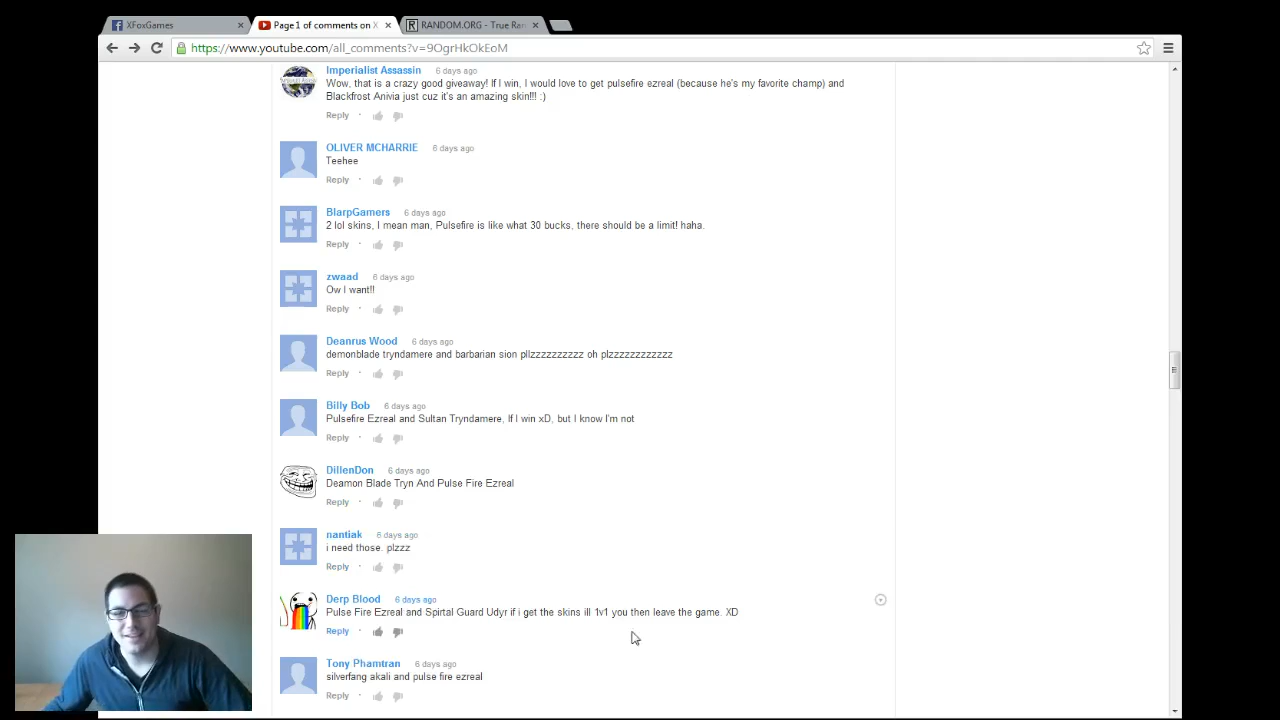 XFoxGames
Page 1 of comments on X
RANDOM.ORG - True Ran
https://www.youtube.com/all_comments?v=9OgrHkOkEoM
Imperialist Assassin 6 days ago
Wow, that is a crazy good giveaway! If I win, I would love to get pulsefire ezreal (because he's my favorite champ) and
Blackfrost Anivia just cuz it's an amazing skin!!! :)
Reply ·
OLIVER MCHARRIE 6 days ago
Teehee
Reply ·
BlarpGamers 6 days ago
2 lol skins, I mean man, Pulsefire is like what 30 bucks, there should be a limit! haha.
Reply ·
zwaad 6 days ago
Ow I want!!
Reply ·
Deanrus Wood 6 days ago
demonblade tryndamere and barbarian sion pllzzzzzzzzzz oh plzzzzzzzzzzzz
Reply ·
Billy Bob 6 days ago
Pulsefire Ezreal and Sultan Tryndamere, If I win xD, but I know I'm not
Reply ·
DillenDon 6 days ago
Deamon Blade Tryn And Pulse Fire Ezreal
Reply ·
nantiak 6 days ago
i need those. plzzz
Reply ·
Derp Blood 6 days ago
Pulse Fire Ezreal and Spirtal Guard Udyr if i get the skins ill 1v1 you then leave the game. XD
Reply ·
Tony Phamtran 6 days ago
silverfang akali and pulse fire ezreal
Reply ·